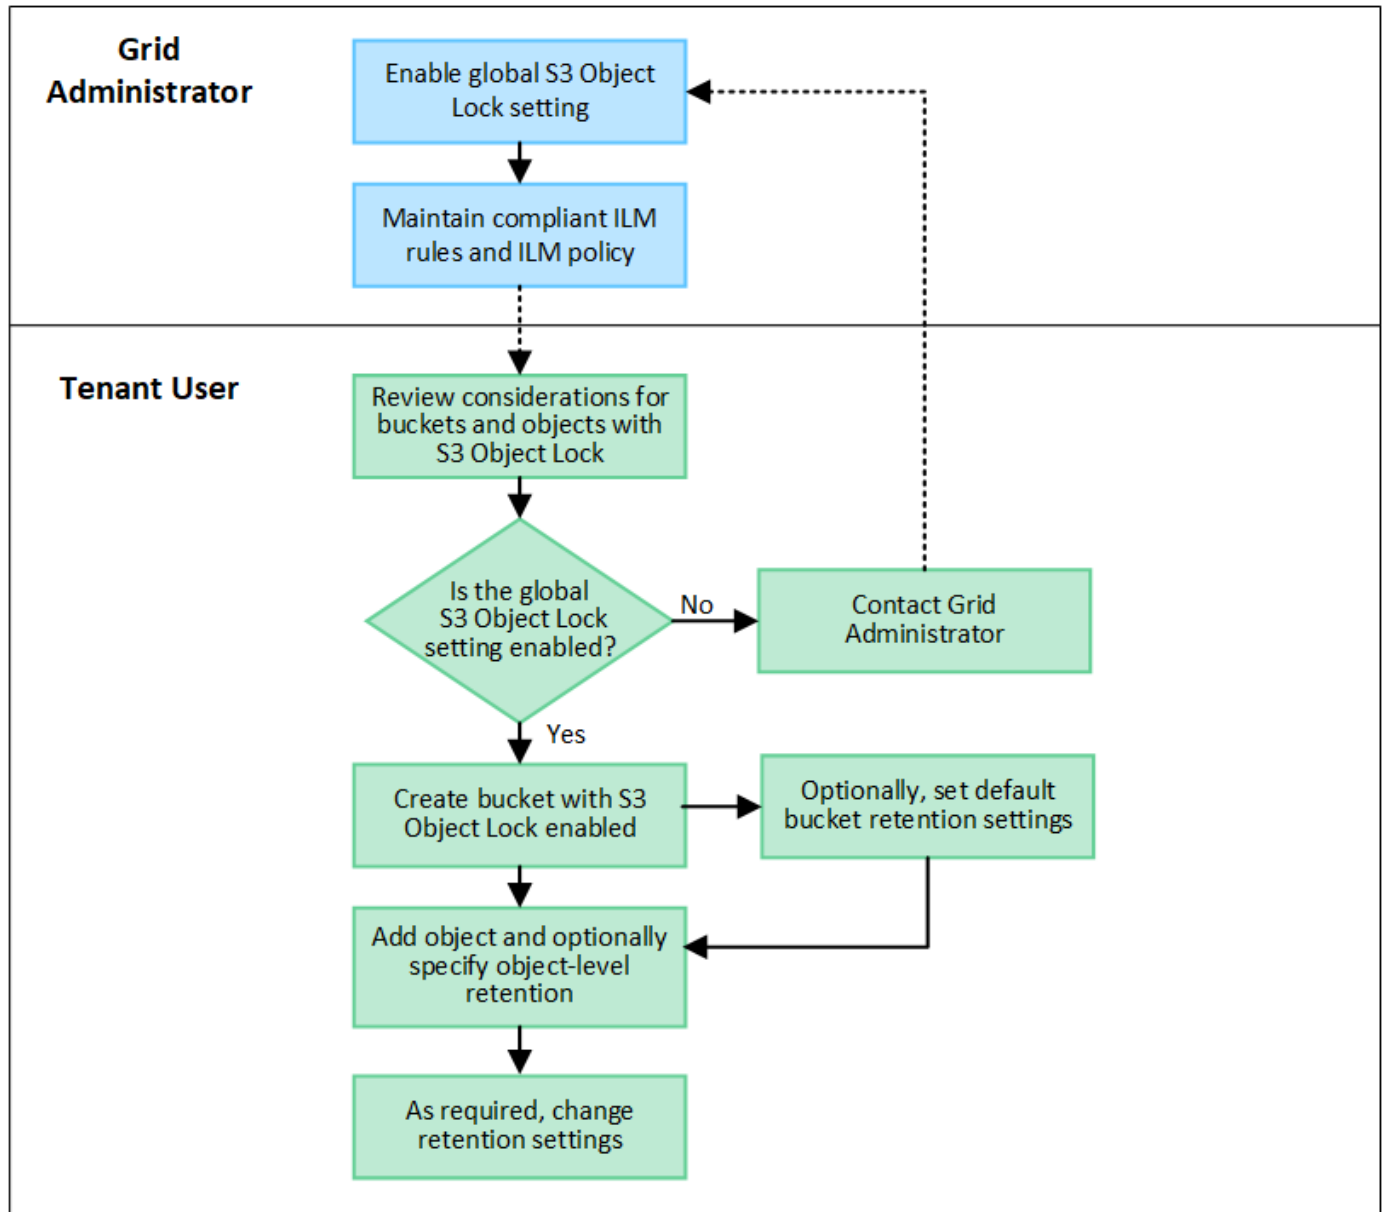 Grid
Administrator
Enable global S3 Object
Lock setting
Maintain compliant ILM
rules and ILM policy
Tenant User
Review considerations for
buckets and objects with
S3 Object Lock
Is the global
S3 Object Lock
setting enabled?
No
Contact Grid
Administrator
Yes
Create bucket with S3
Object Lock enabled
Optionally, set default
bucket retention settings
Add object and optionally
specify object-level
retention
As required, change
retention settings